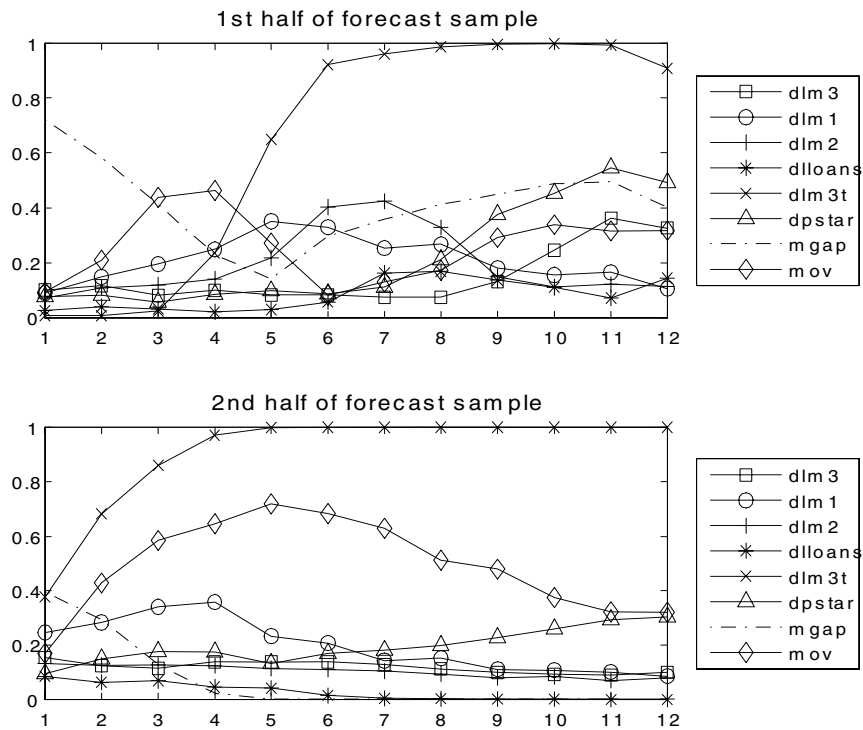 1st half of forecast sample
1
0.8
0.6
0.4
0.2
0
1 2 3 4 5 6 7 8 9 10 11 12
dlm3
dlm1
dlm2
dlloans
dlm3t
dpstar
mgap
mov
2nd half of forecast sample
1
0.8
0.6
0.4
0.2
0
1 2 3 4 5 6 7 8 9 10 11 12
dlm3
dlm1
dlm2
dlloans
dlm3t
dpstar
mgap
mov